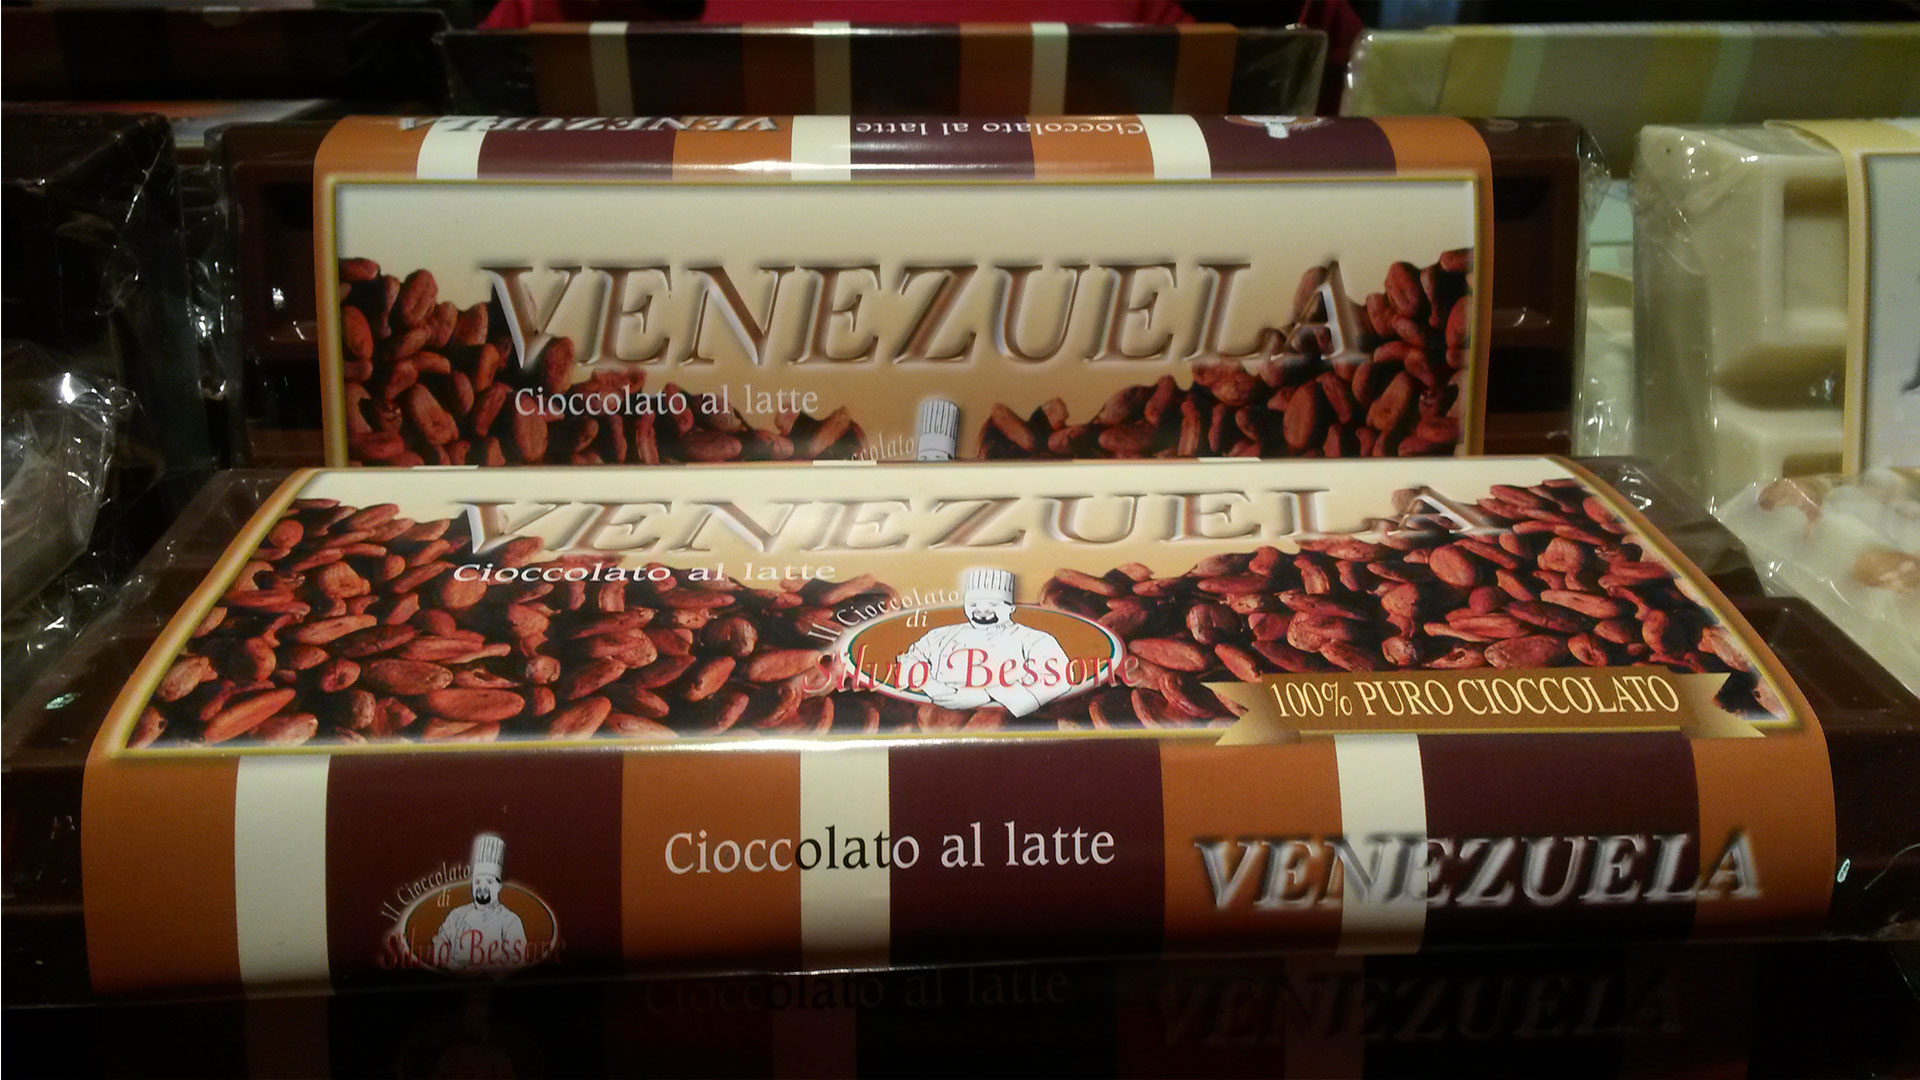 VENEZUELA
Cioccolato al latte
VENEZUELA
Cioccolato al latte
ccolato
VENEZUELA
Cioccolato al latte
Il Cioccolato
di
Silvio Bessone
100% PURO CIOCCOLATO
Cioccolato al latte
VENEZUELA
Il Cioccolato
di
Silvio Bessone
Cioccolato al latte
VENEZUELA